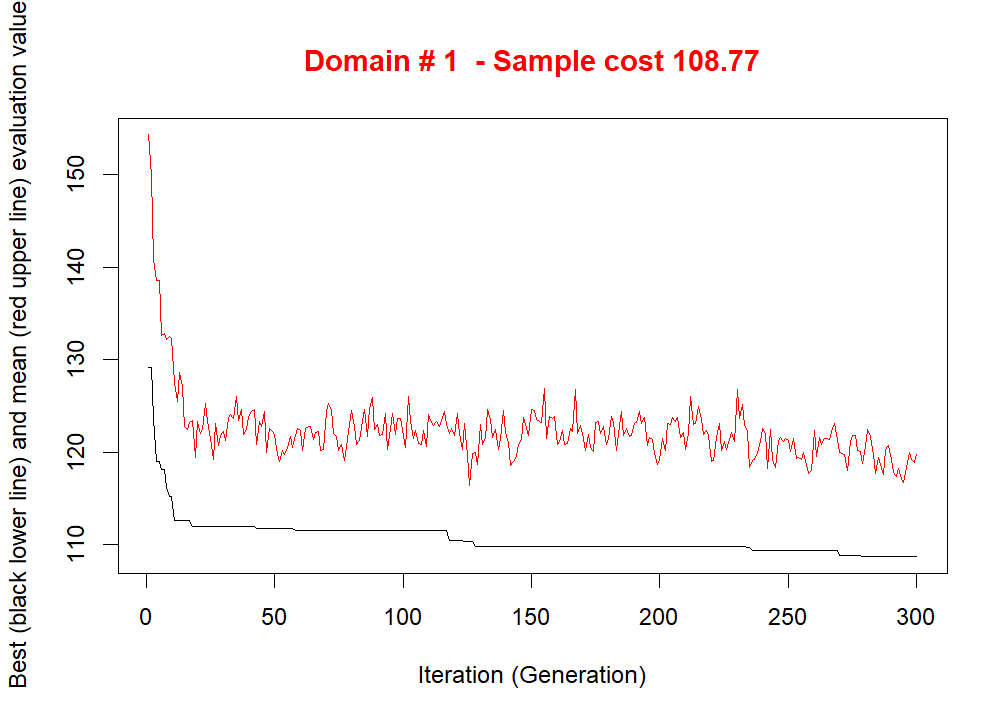 Domain # 1  - Sample cost 108.77
Best (black lower line) and mean (red upper line) evaluation value
150
140
130
120
110
0 50 100 150 200 250 300
Iteration (Generation)